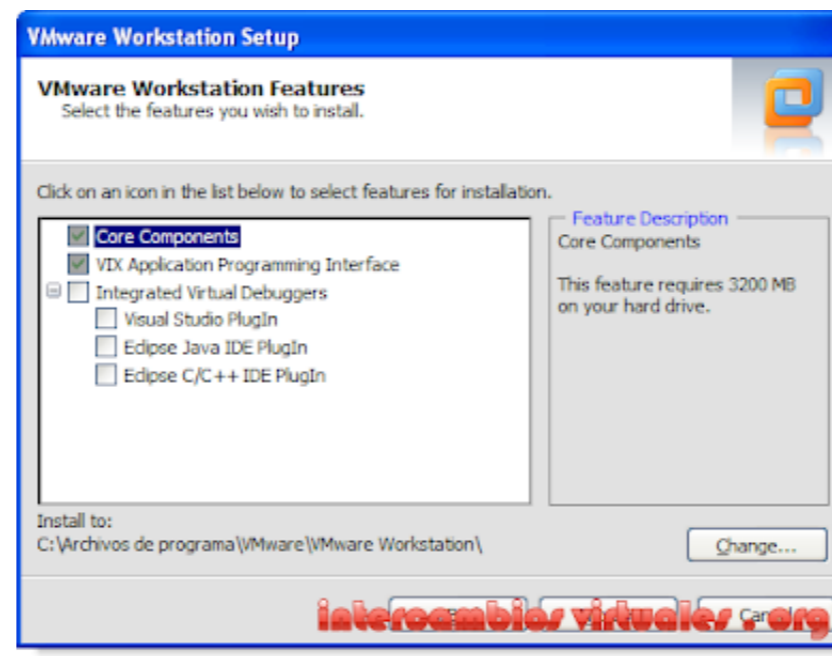 VMware Workstation Setup
VMware Workstation Features
Select the features you wish to install.
Click on an icon in the list below to select features for installation.
Core Components
VIX Application Programming Interface
Integrated Virtual Debuggers
Visual Studio PlugIn
Eclipse Java IDE PlugIn
Eclipse C/C++ IDE PlugIn
Feature Description
Core Components
This feature requires 3200 MB
on your hard drive.
Install to:
C:\Archivos de programa\VMware\VMware Workstation\
Change...
intercambios virtuales . org